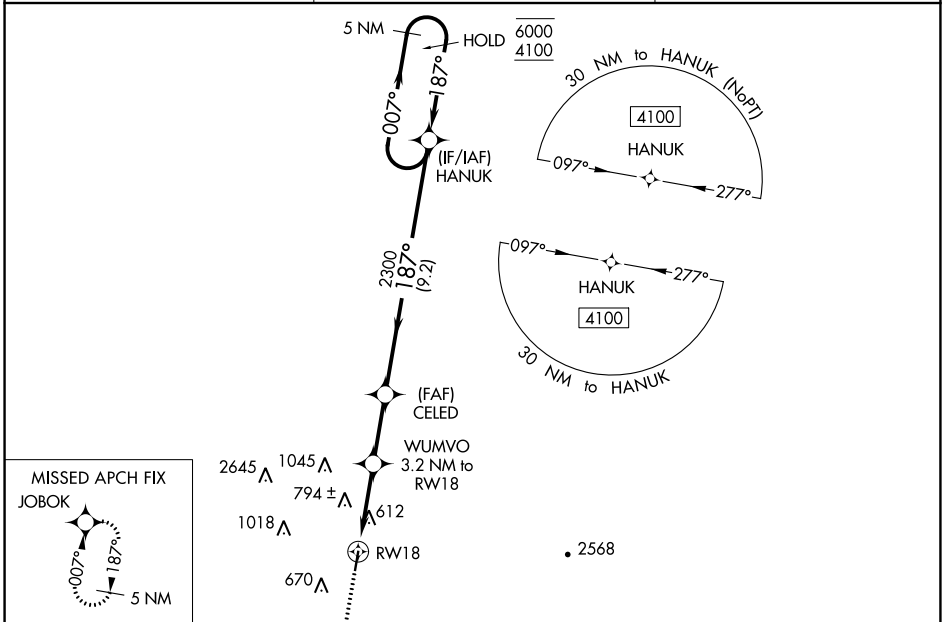 5 NM
HOLD
6000
4100
007°
187°
(IF/IAF)
HANUK
30 NM to HANUK (NoPT)
4100
HANUK
097°
277°
097°
277°
HANUK
4100
30 NM to HANUK
2300
187°
(9.2)
(FAF)
CELED
WUMVO
3.2 NM to
RW18
2645
1045
794 ±
612
1018
RW18
2568
670
MISSED APCH FIX
JOBOK
007°
187°
5 NM